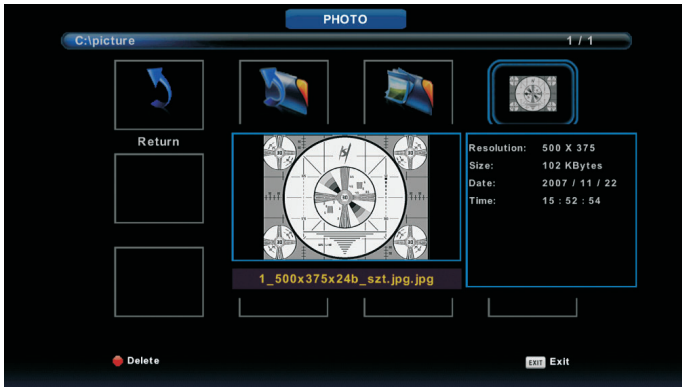 PHOTO
C:\picture
1 / 1
Return
Resolution: 500 X 375
Size: 102 KBytes
Date: 2007 / 11 / 22
Time: 15 : 52 : 54
1_500x375x24b_szt.jpg.jpg
Delete
EXIT Exit